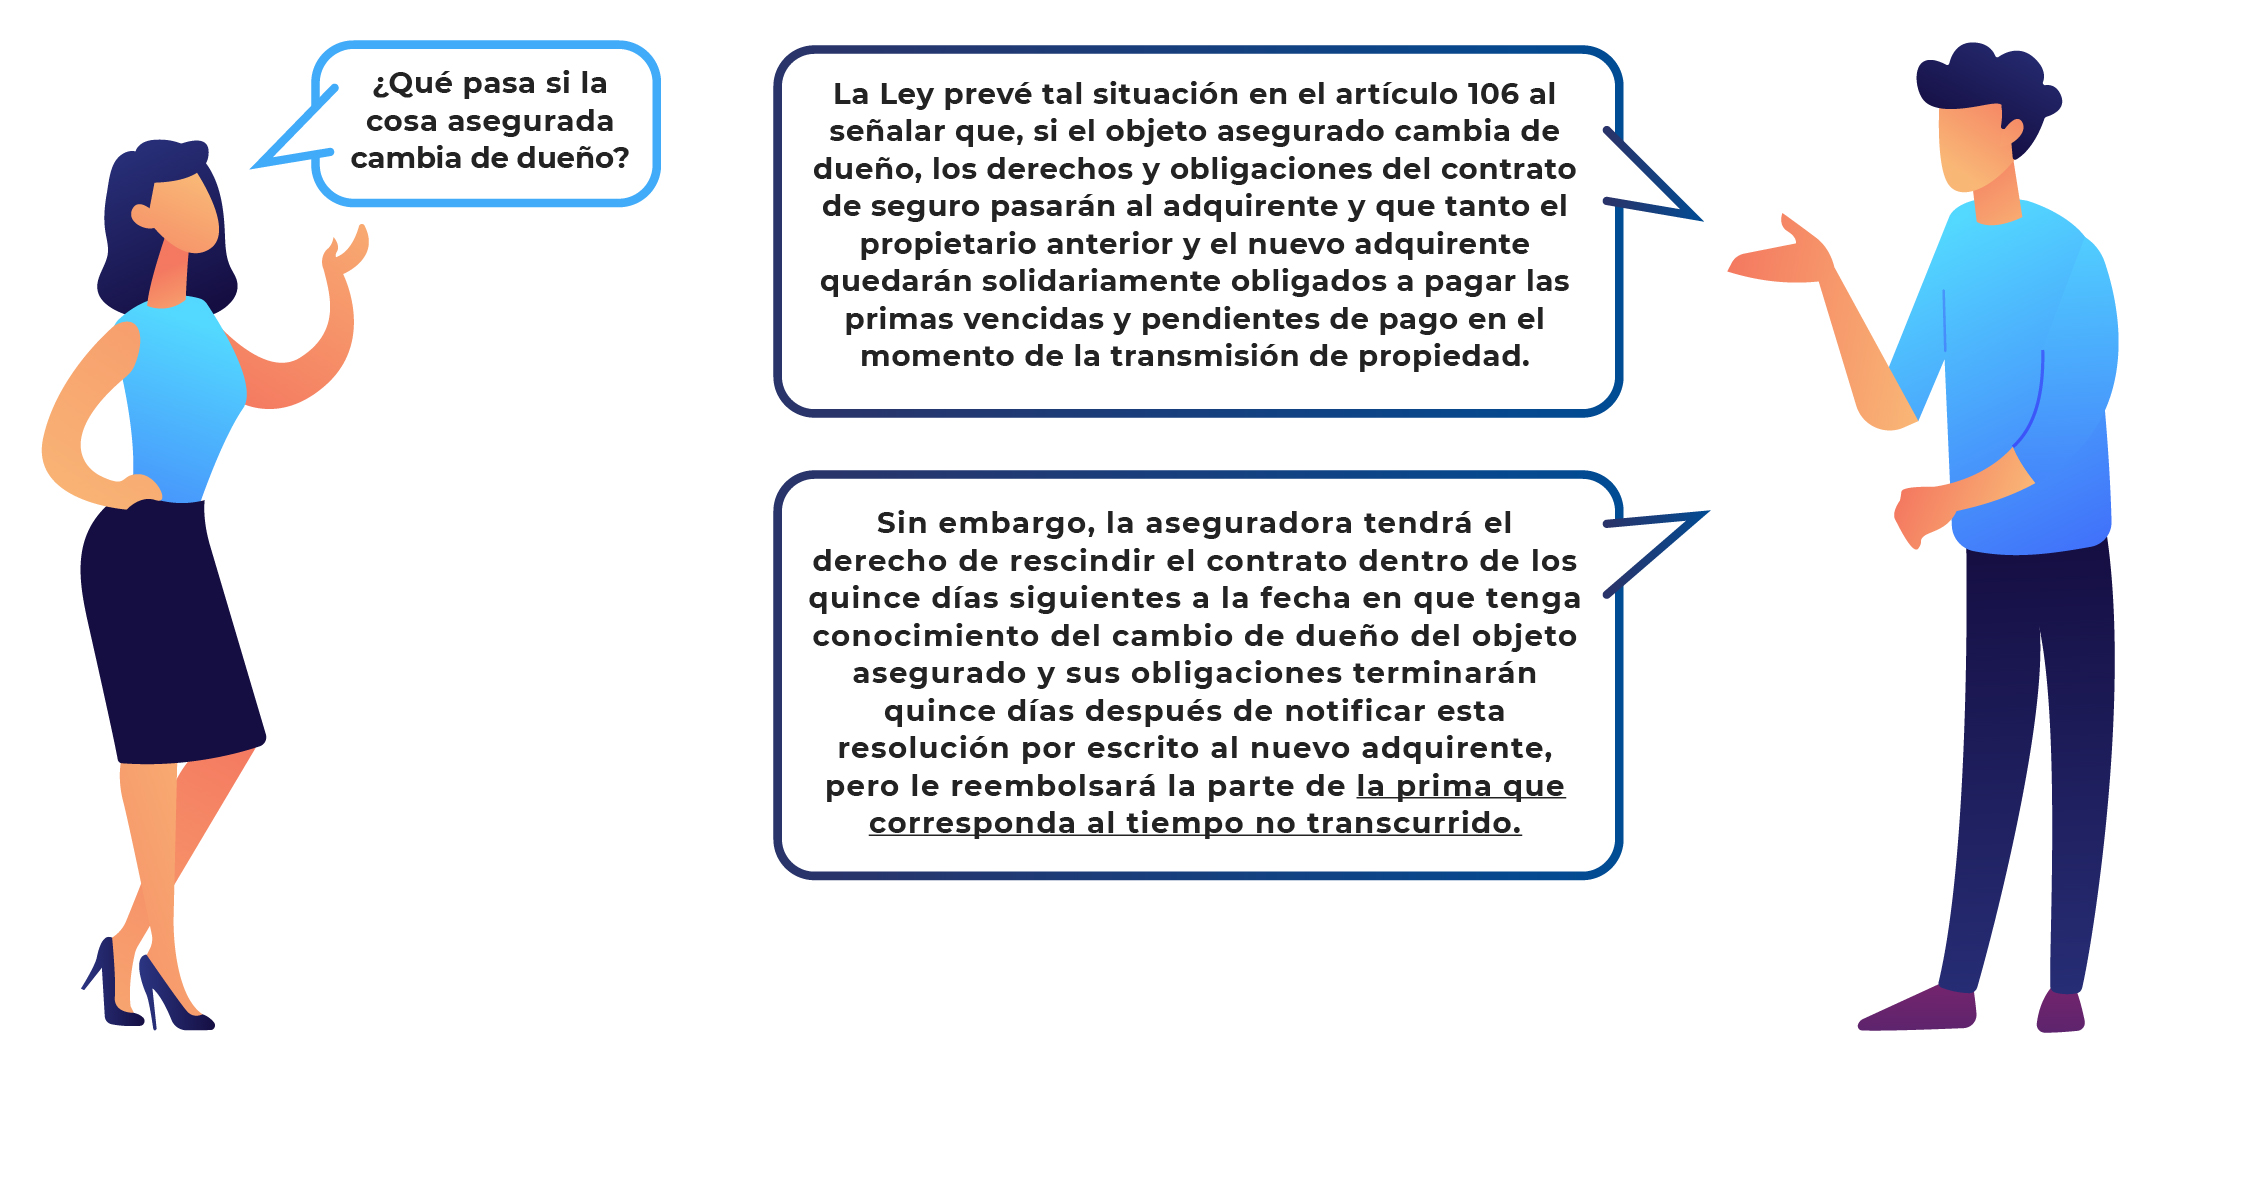 ¿Qué pasa si la
cosa asegurada
cambia de dueño?
La Ley prevé tal situación en el artículo 106 al
señalar que, si el objeto asegurado cambia de
dueño, los derechos y obligaciones del contrato
de seguro pasarán al adquirente y que tanto el
propietario anterior y el nuevo adquirente
quedarán solidariamente obligados a pagar las
primas vencidas y pendientes de pago en el
momento de la transmisión de propiedad.
Sin embargo, la aseguradora tendrá el
derecho de rescindir el contrato dentro de los
quince días siguientes a la fecha en que tenga
conocimiento del cambio de dueño del objeto
asegurado y sus obligaciones terminarán
quince días después de notificar esta
resolución por escrito al nuevo adquirente,
pero le reembolsará la parte de la prima que
corresponda al tiempo no transcurrido.